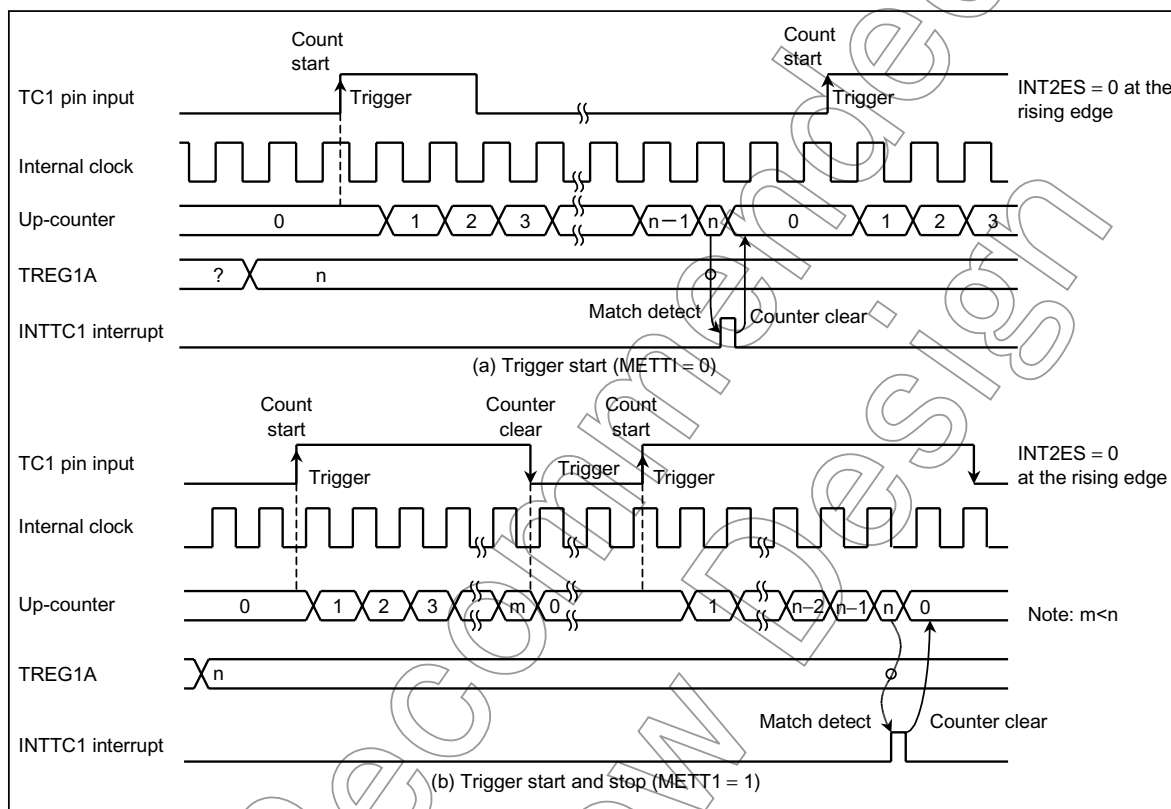 Count
start
Count
start
TC1 pin input
Trigger
Trigger
INT2ES = 0 at the
rising edge
Internal clock
Up-counter
0 1 2 3 n−1 n 0 1 2 3
TREG1A
? n
Match detect
Counter clear
INTTC1 interrupt
(a) Trigger start (METTI = 0)
Count
start
Counter
clear
Count
start
TC1 pin input
Trigger
Trigger
Trigger
INT2ES = 0
at the rising edge
Internal clock
Up-counter
0 1 2 3 m 0 1 n−2 n−1 n 0
Note: m<n
TREG1A
n
Match detect
Counter clear
INTTC1 interrupt
(b) Trigger start and stop (METT1 = 1)
ecommended
w Design